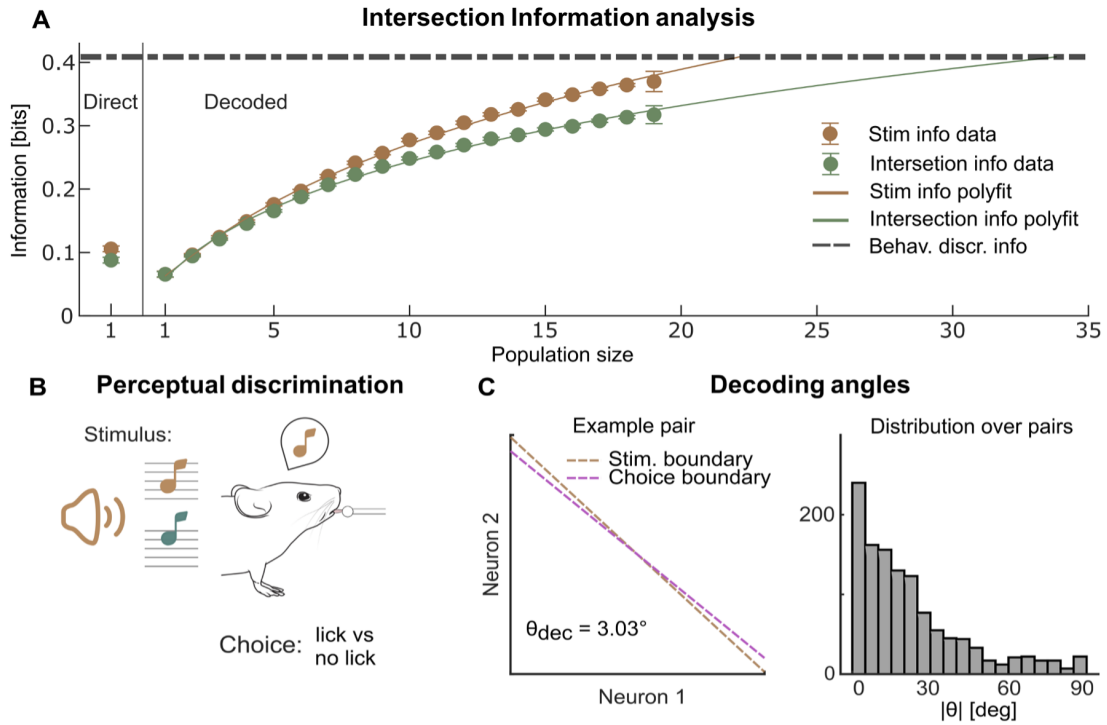 A
Intersection Information analysis
Information [bits]
0.4
0.3
0.2
0.1
0
Direct
Decoded
Stim info data
Intersetion info data
Stim info polyfit
Intersection info polyfit
Behav. discr. info
1 1 5 10 15 20 25 30 35
Population size
B
Perceptual discrimination
Stimulus:
Choice: lick vs
no lick
C
Decoding angles
Example pair
Stim. boundary
Choice boundary
Neuron 2
θdec = 3.03°
Neuron 1
Distribution over pairs
200
0
0 30 60 90
|θ| [deg]